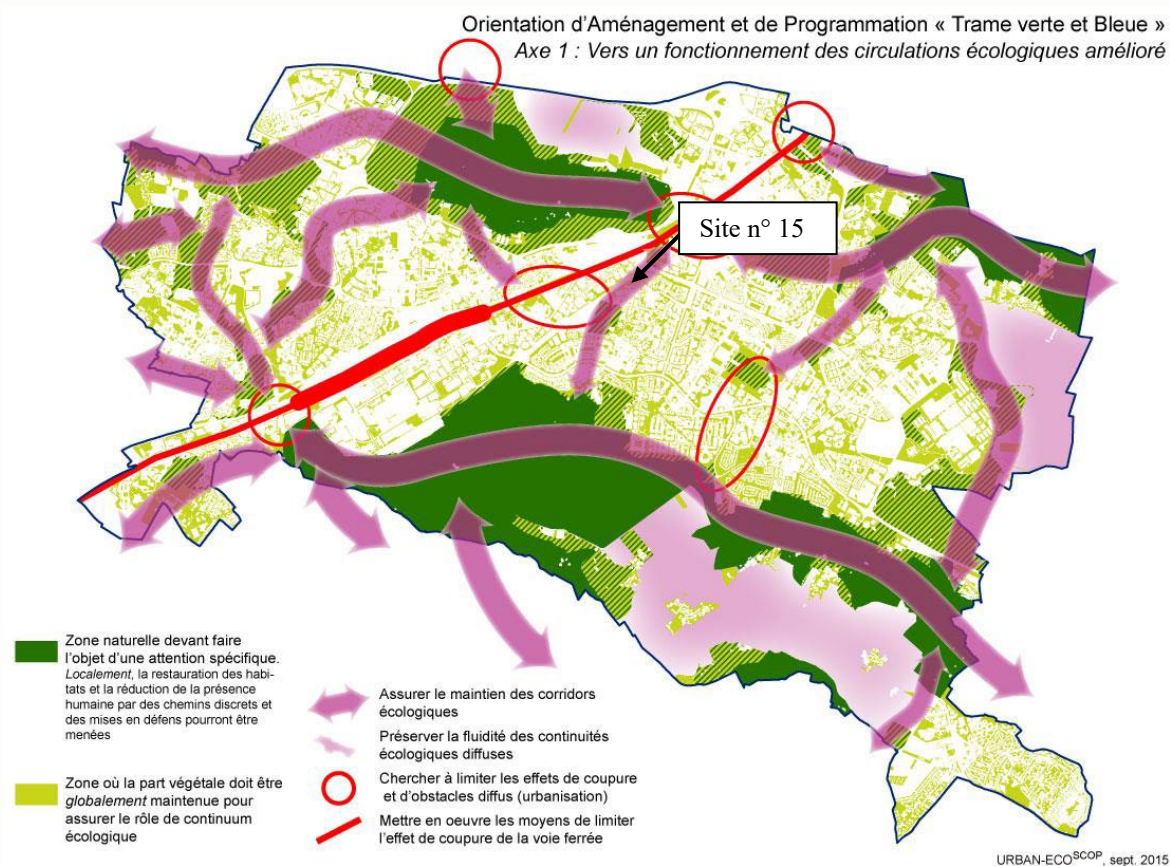 Orientation d’Aménagement et de Programmation « Trame verte et Bleue »
Axe 1 : Vers un fonctionnement des circulations écologiques amélioré
Site n° 15
Zone naturelle devant faire
l’objet d’une attention spécifique.
Localement, la restauration des habi-
tats et la réduction de la présence
humaine par des chemins discrets et
des mises en défens pourront être
menées
Zone où la part végétale doit être
globalement maintenue pour
assurer le rôle de continuum
écologique
Assurer le maintien des corridors
écologiques
Préserver la fluidité des continuités
écologiques diffuses
Chercher à limiter les effets de coupure
et d’obstacles diffus (urbanisation)
Mettre en oeuvre les moyens de limiter
l’effet de coupure de la voie ferrée
URBAN-ECOSCOP, sept. 2015